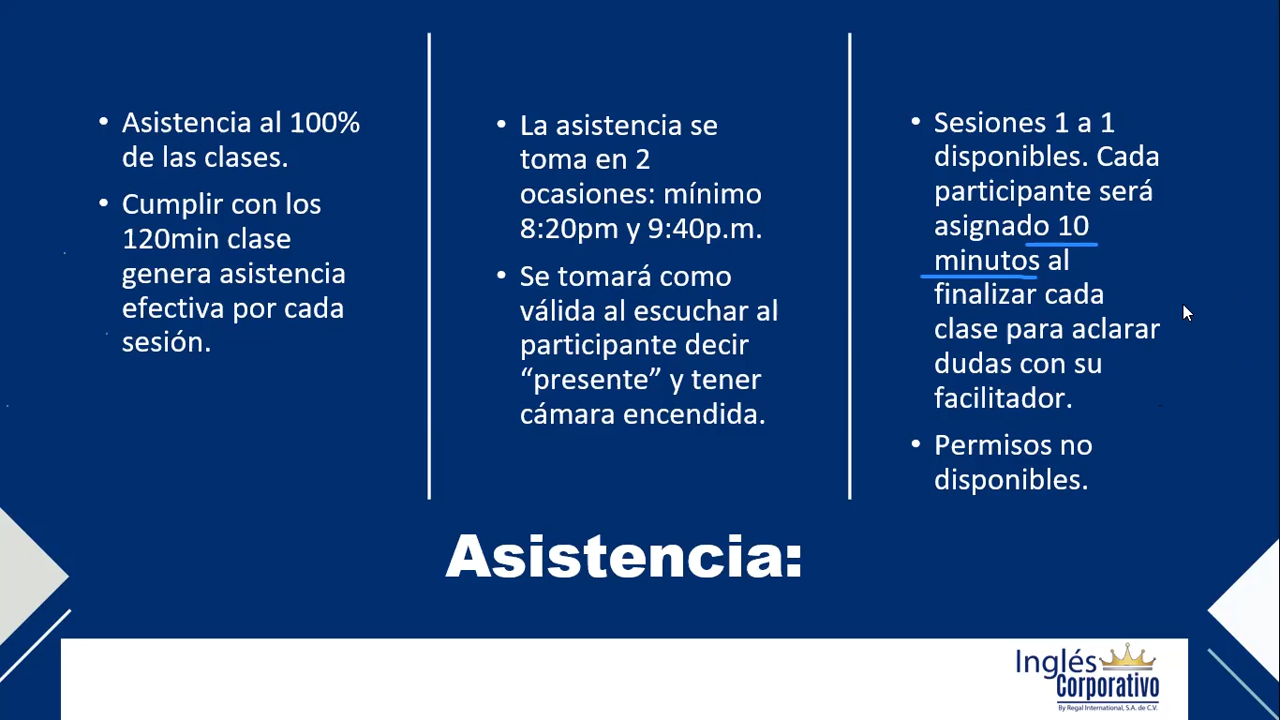 • Asistencia al 100%
de las clases.
• Cumplir con los
120min clase
genera asistencia
efectiva por cada
sesión.
• La asistencia se
toma en 2
ocasiones: mínimo
8:20pm y 9:40p.m.
• Se tomará como
válida al escuchar al
participante decir
“presente” y tener
cámara encendida.
• Sesiones 1 a 1
disponibles. Cada
participante será
asignado 10
minutos al
finalizar cada
clase para aclarar
dudas con su
facilitador.
• Permisos no
disponibles.
Asistencia:
Inglés
Corporativo
By Regal International, S.A. de C.V.